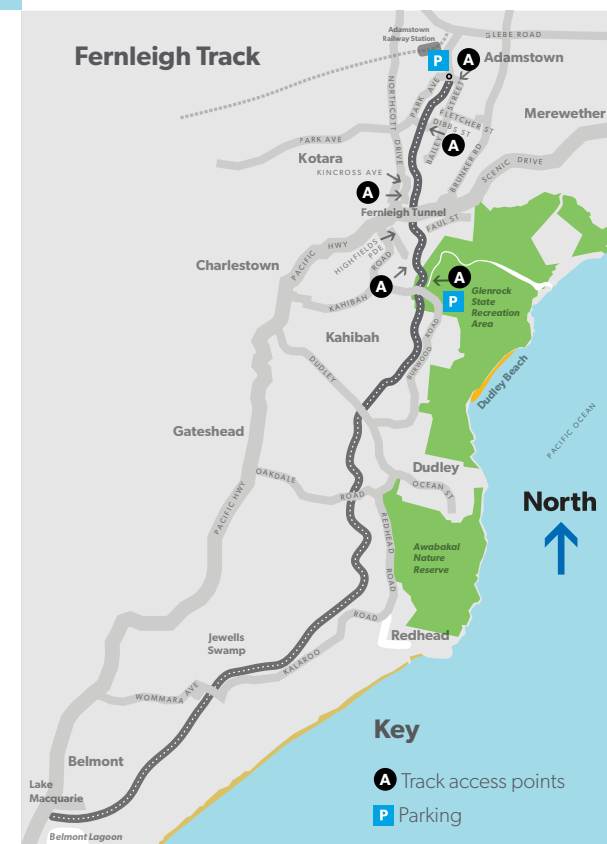 Fernleigh Track
Adamstown
Railway Station
GLEBE ROAD
P
A
Adamstown
PARK AVE
STREET
NORTHCOTT
DRIVE
FLETCHER ST
DIBBS ST
BAILEY
A
BRUNKER RD
Merewether
PARK AVE
Kotara
KINCROSS AVE
A
SCENIC DRIVE
Fernleigh Tunnel
FAUL ST
PACIFIC HWY
HIGHFIELDS
PDE
ROAD
Charlestown
A
A
KAHIBAH
P
Glenrock
State
Recreation
Area
Kahibah
BURWOOD ROAD
DUDLEY
Dudley Beach
PACIFIC OCEAN
Gateshead
Dudley
OAKDALE
ROAD
OCEAN ST
PACIFIC HWY
North
REDHEAD
ROAD
Awabakal
Nature
Reserve
ROAD
Redhead
Jewells
Swamp
KALAROO
WOMMARA AVE
Key
Belmont
Lake
Macquarie
A Track access points
P Parking
Belmont Lagoon